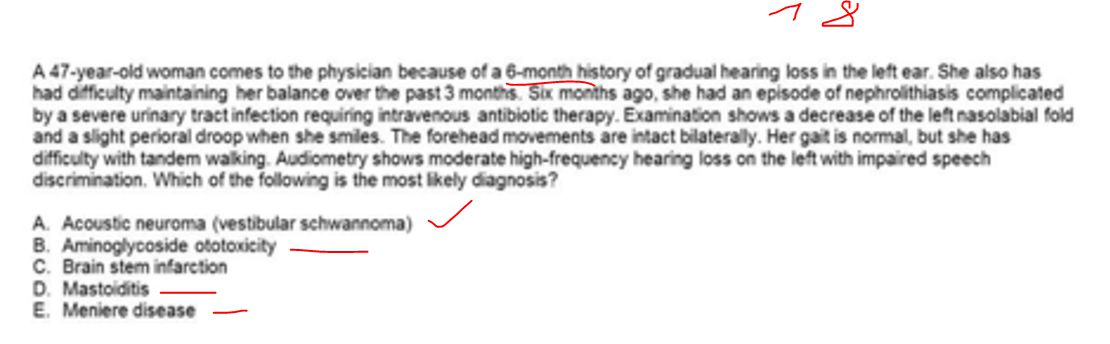 1 8
A 47-year-old woman comes to the physician because of a 6-month history of gradual hearing loss in the left ear. She also has
had difficulty maintaining her balance over the past 3 months. Six months ago, she had an episode of nephrolithiasis complicated
by a severe urinary tract infection requiring intravenous antibiotic therapy. Examination shows a decrease of the left nasolabial fold
and a slight perioral droop when she smiles. The forehead movements are intact bilaterally. Her gait is normal, but she has
difficulty with tandem walking. Audiometry shows moderate high-frequency hearing loss on the left with impaired speech
discrimination. Which of the following is the most likely diagnosis?
A. Acoustic neuroma (vestibular schwannoma)
B. Aminoglycoside ototoxicity
C. Brain stem infarction
D. Mastoiditis
E. Meniere disease